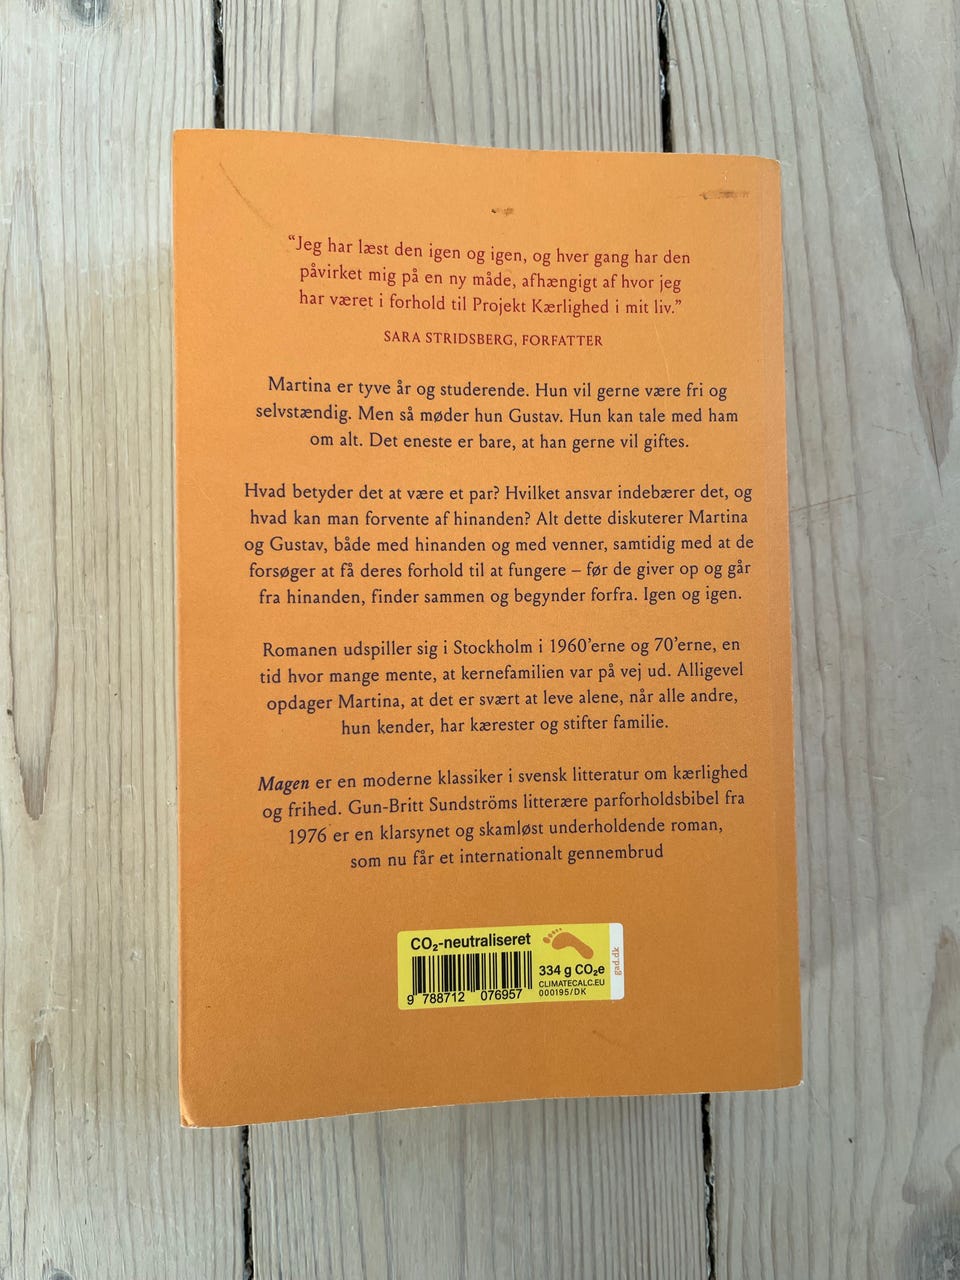 “Jeg har læst den igen og igen, og hver gang har den
påvirket mig på en ny måde, afhængigt af hvor jeg
har været i forhold til Projekt Kærlighed i mit liv.”
SARA STRIDSBERG, FORFATTER
Martina er tyve år og studerende. Hun vil gerne være fri og
selvstændig. Men så møder hun Gustav. Hun kan tale med ham
om alt. Det eneste er bare, at han gerne vil giftes.
Hvad betyder det at være et par? Hvilket ansvar indebærer det, og
hvad kan man forvente af hinanden? Alt dette diskuterer Martina
og Gustav, både med hinanden og med venner, samtidig med at de
forsøger at få deres forhold til at fungere – før de giver op og går
fra hinanden, finder sammen og begynder forfra. Igen og igen.
Romanen udspiller sig i Stockholm i 1960’erne og 70’erne, en
tid hvor mange mente, at kernefamilien var på vej ud. Alligevel
opdager Martina, at det er svært at leve alene, når alle andre,
hun kender, har kærester og stifter familie.
Magen er en moderne klassiker i svensk litteratur om kærlighed
og frihed. Gun-Britt Sundströms litterære parforholdsbibel fra
1976 er en klarsynet og skamløst underholdende roman,
som nu får et internationalt gennembrud
CO₂-neutraliseret
334 g CO₂e
CLIMATECALC.EU
000195/DK
9 788712 076957
gad.dk